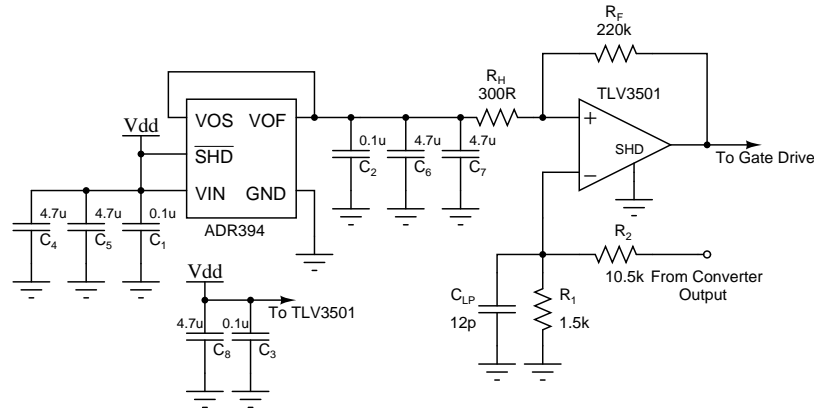 R_F
220k
TLV3501
R_H
300R
+
−
SHD
To Gate Drive
VOS VOF
SHD
VIN GND
ADR394
Vdd
0.1u
C_2
4.7u
C_6
4.7u
C_7
4.7u
C_4
4.7u
C_5
0.1u
C_1
Vdd
To TLV3501
4.7u
C_8
0.1u
C_3
R_2
10.5k
From Converter
Output
C_LP
12p
R_1
1.5k